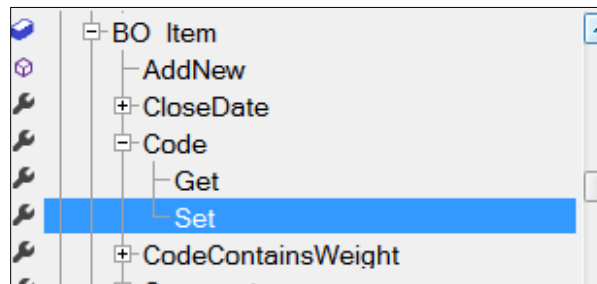 BO Item
AddNew
CloseDate
Code
Get
Set
CodeContainsWeight